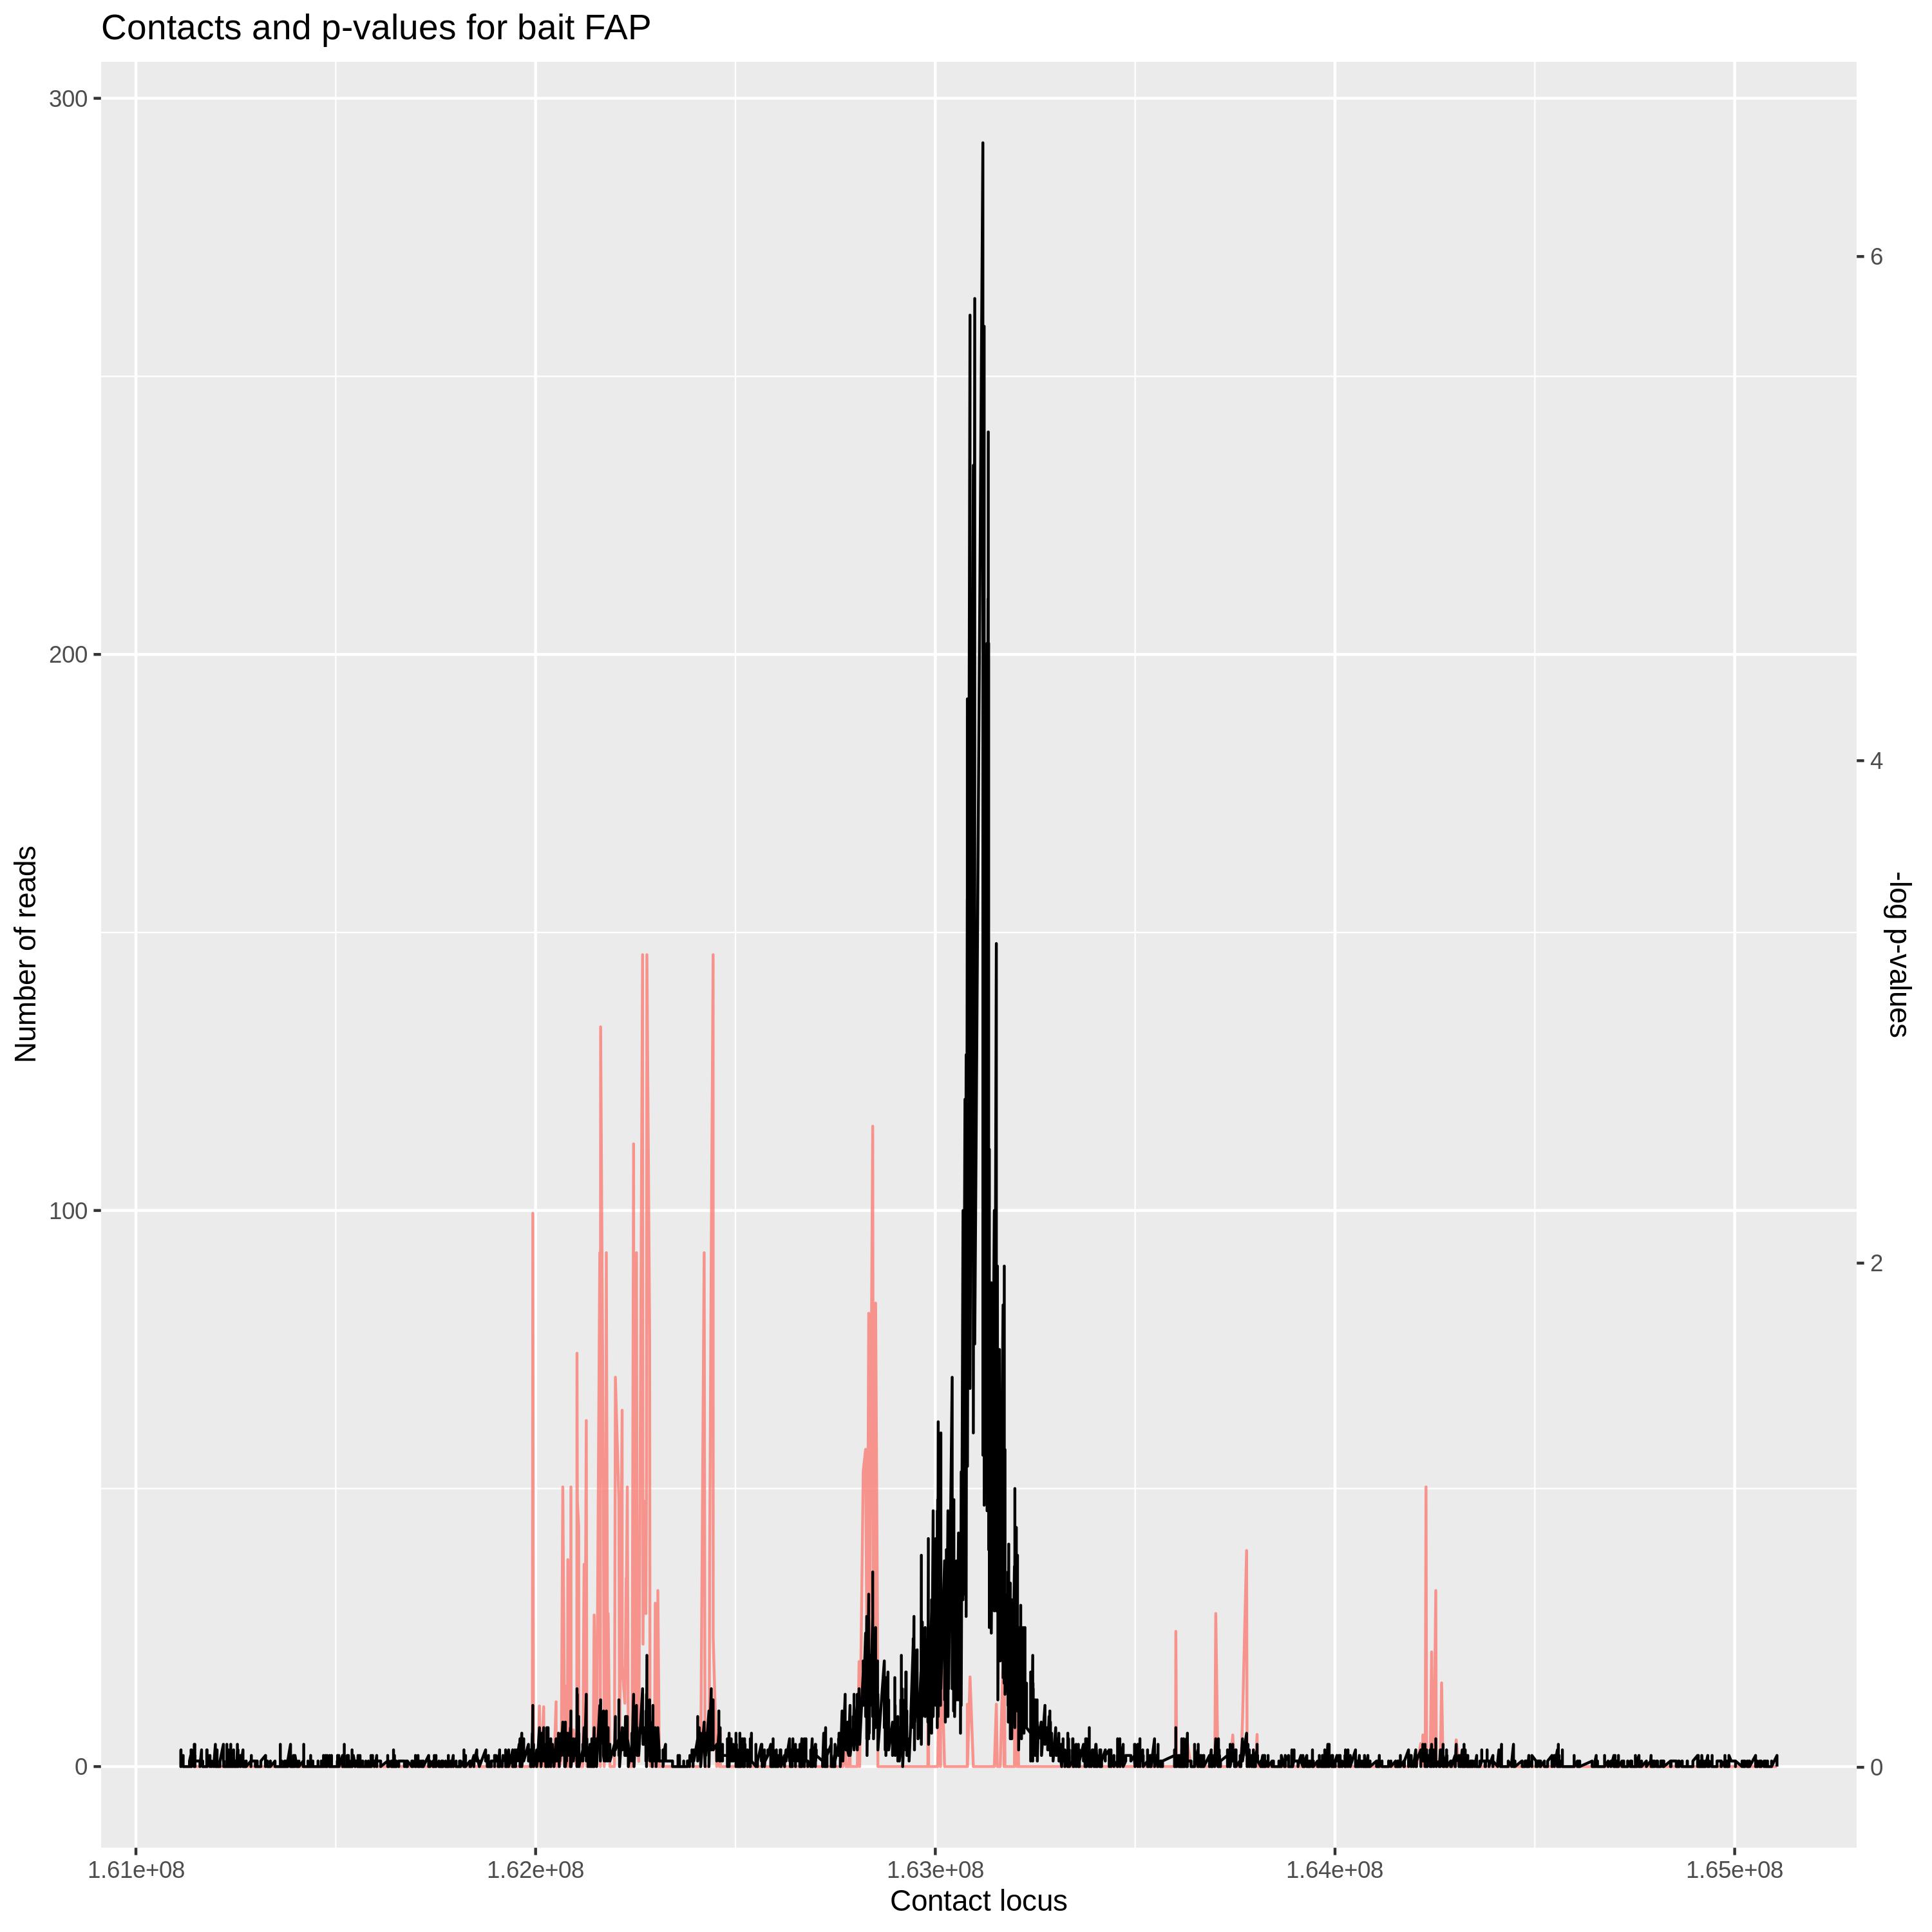 Contacts and p-values for bait FAP
300
200
100
0
Number of reads
6
4
2
0
-log p-values
1.61e+08 1.62e+08 1.63e+08 1.64e+08 1.65e+08
Contact locus